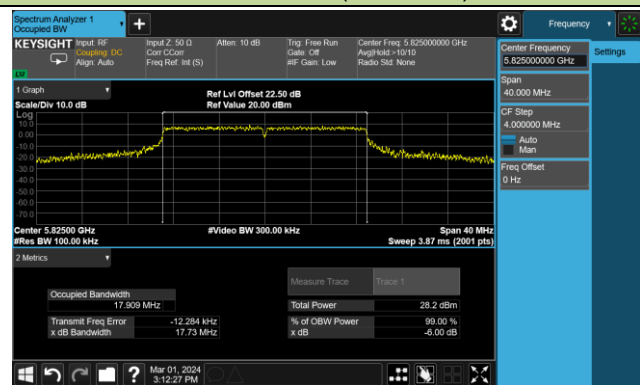 Spectrum Analyzer 1
Occupied BW
Frequency
KEYSIGHT
Input: RF
Coupling: DC
Align: Auto
Input Z: 50 Ω
Corr CCorr
Freq Ref: Int (S)
Atten: 10 dB
Trig: Free Run
Gate: Off
#IF Gain: Low
Center Freq: 5.825000000 GHz
Avg|Hold:>10/10
Radio Std: None
Center Frequency
5.825000000 GHz
Settings
Span
40.000 MHz
CF Step
4.000000 MHz
Auto
Man
Freq Offset
0 Hz
1 Graph
Scale/Div 10.0 dB
Ref Lvl Offset 22.50 dB
Ref Value 20.00 dBm
Log
10.0
0.00
-10.0
-20.0
-30.0
-40.0
-50.0
-60.0
-70.0
Center 5.82500 GHz
#Res BW 100.00 kHz
#Video BW 300.00 kHz
Span 40 MHz
Sweep 3.87 ms (2001 pts)
2 Metrics
Measure Trace
Trace 1
Occupied Bandwidth
17.909 MHz
Total Power
28.2 dBm
Transmit Freq Error
-12.284 kHz
% of OBW Power
99.00 %
x dB Bandwidth
17.73 MHz
x dB
-6.00 dB
?
Mar 01, 2024
3:12:27 PM